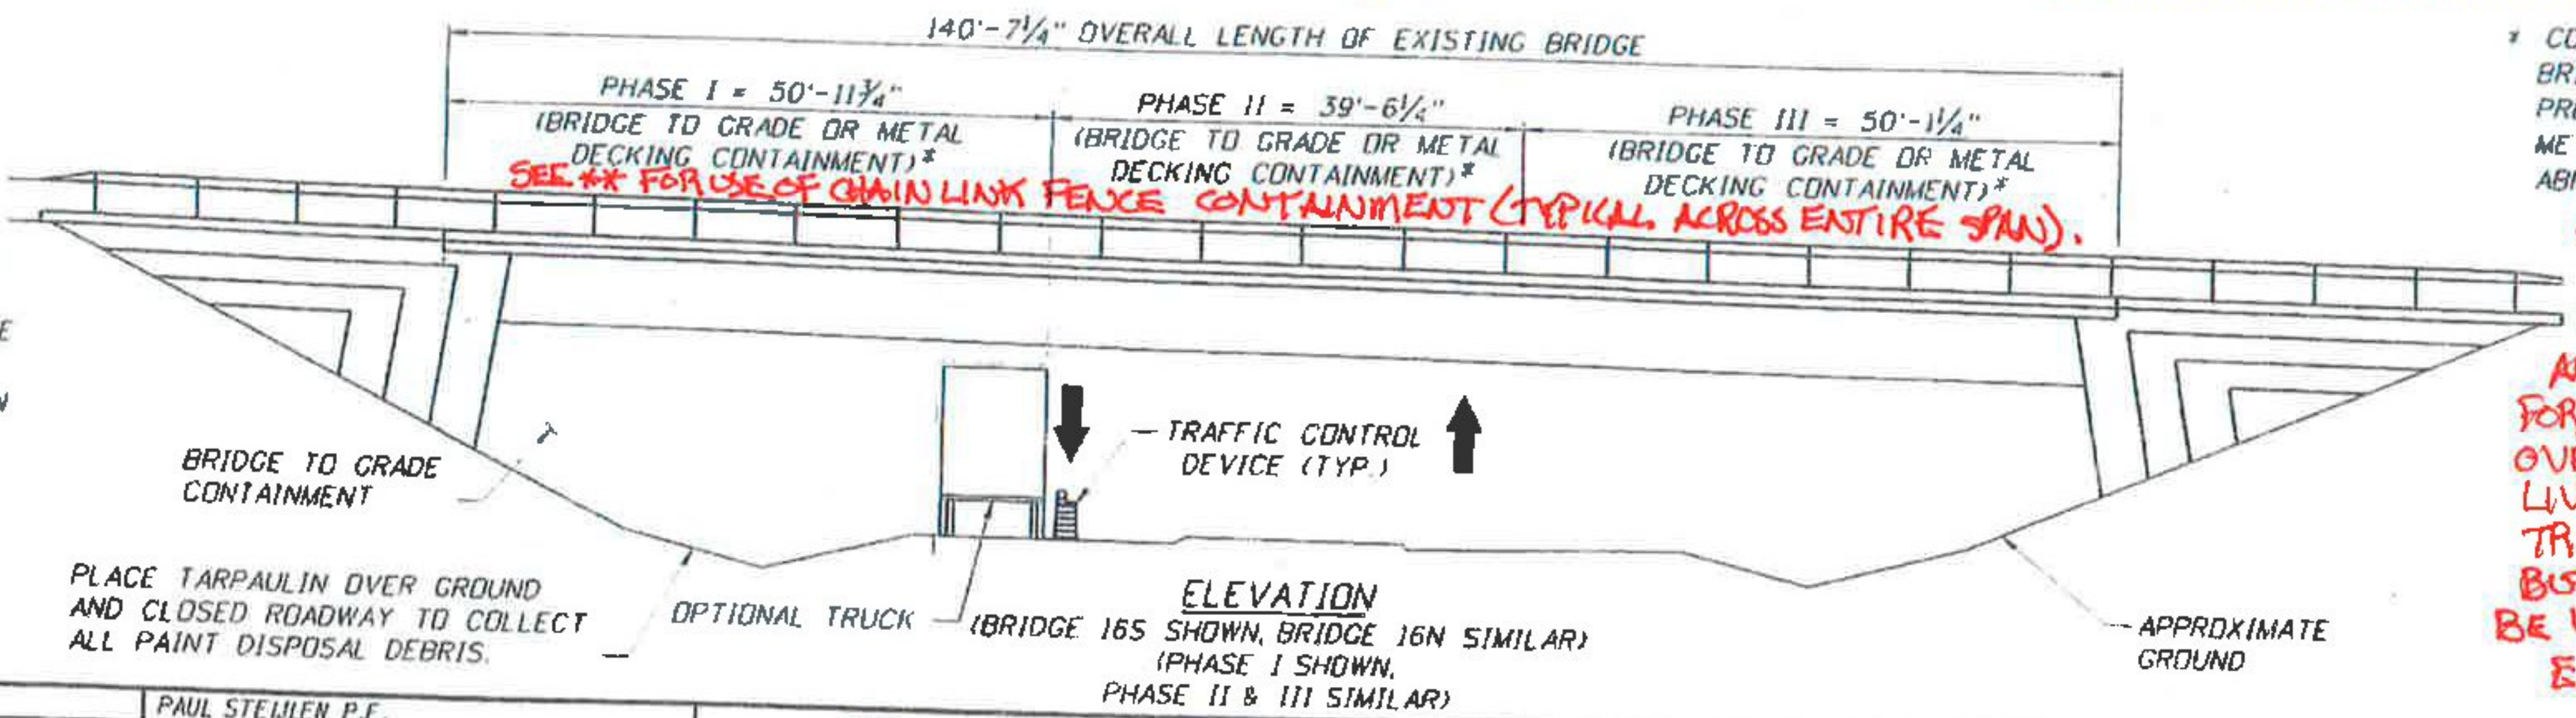 140'-7¼" OVERALL LENGTH OF EXISTING BRIDGE
PHASE I = 50'-11¾"
(BRIDGE TO GRADE OR METAL
DECKING CONTAINMENT)*
PHASE II = 39'-6¼"
(BRIDGE TO GRADE OR METAL
DECKING CONTAINMENT)*
PHASE III = 50'-1¼"
(BRIDGE TO GRADE OR METAL
DECKING CONTAINMENT)*
SEE ** FOR USE OF CHAIN LINK FENCE CONTAINMENT (TYPICAL ACROSS ENTIRE SPAN).
*
BRIDGE TO GRADE
CONTAINMENT
TRAFFIC CONTROL
DEVICE (TYP.)
PLACE TARPAULIN OVER GROUND
AND CLOSED ROADWAY TO COLLECT
ALL PAINT DISPOSAL DEBRIS.
OPTIONAL TRUCK
ELEVATION
(BRIDGE 16S SHOWN, BRIDGE 16N SIMILAR)
(PHASE I SHOWN,
PHASE II & III SIMILAR)
APPROXIMATE
GROUND
FOR
BE
PAUL P.E.